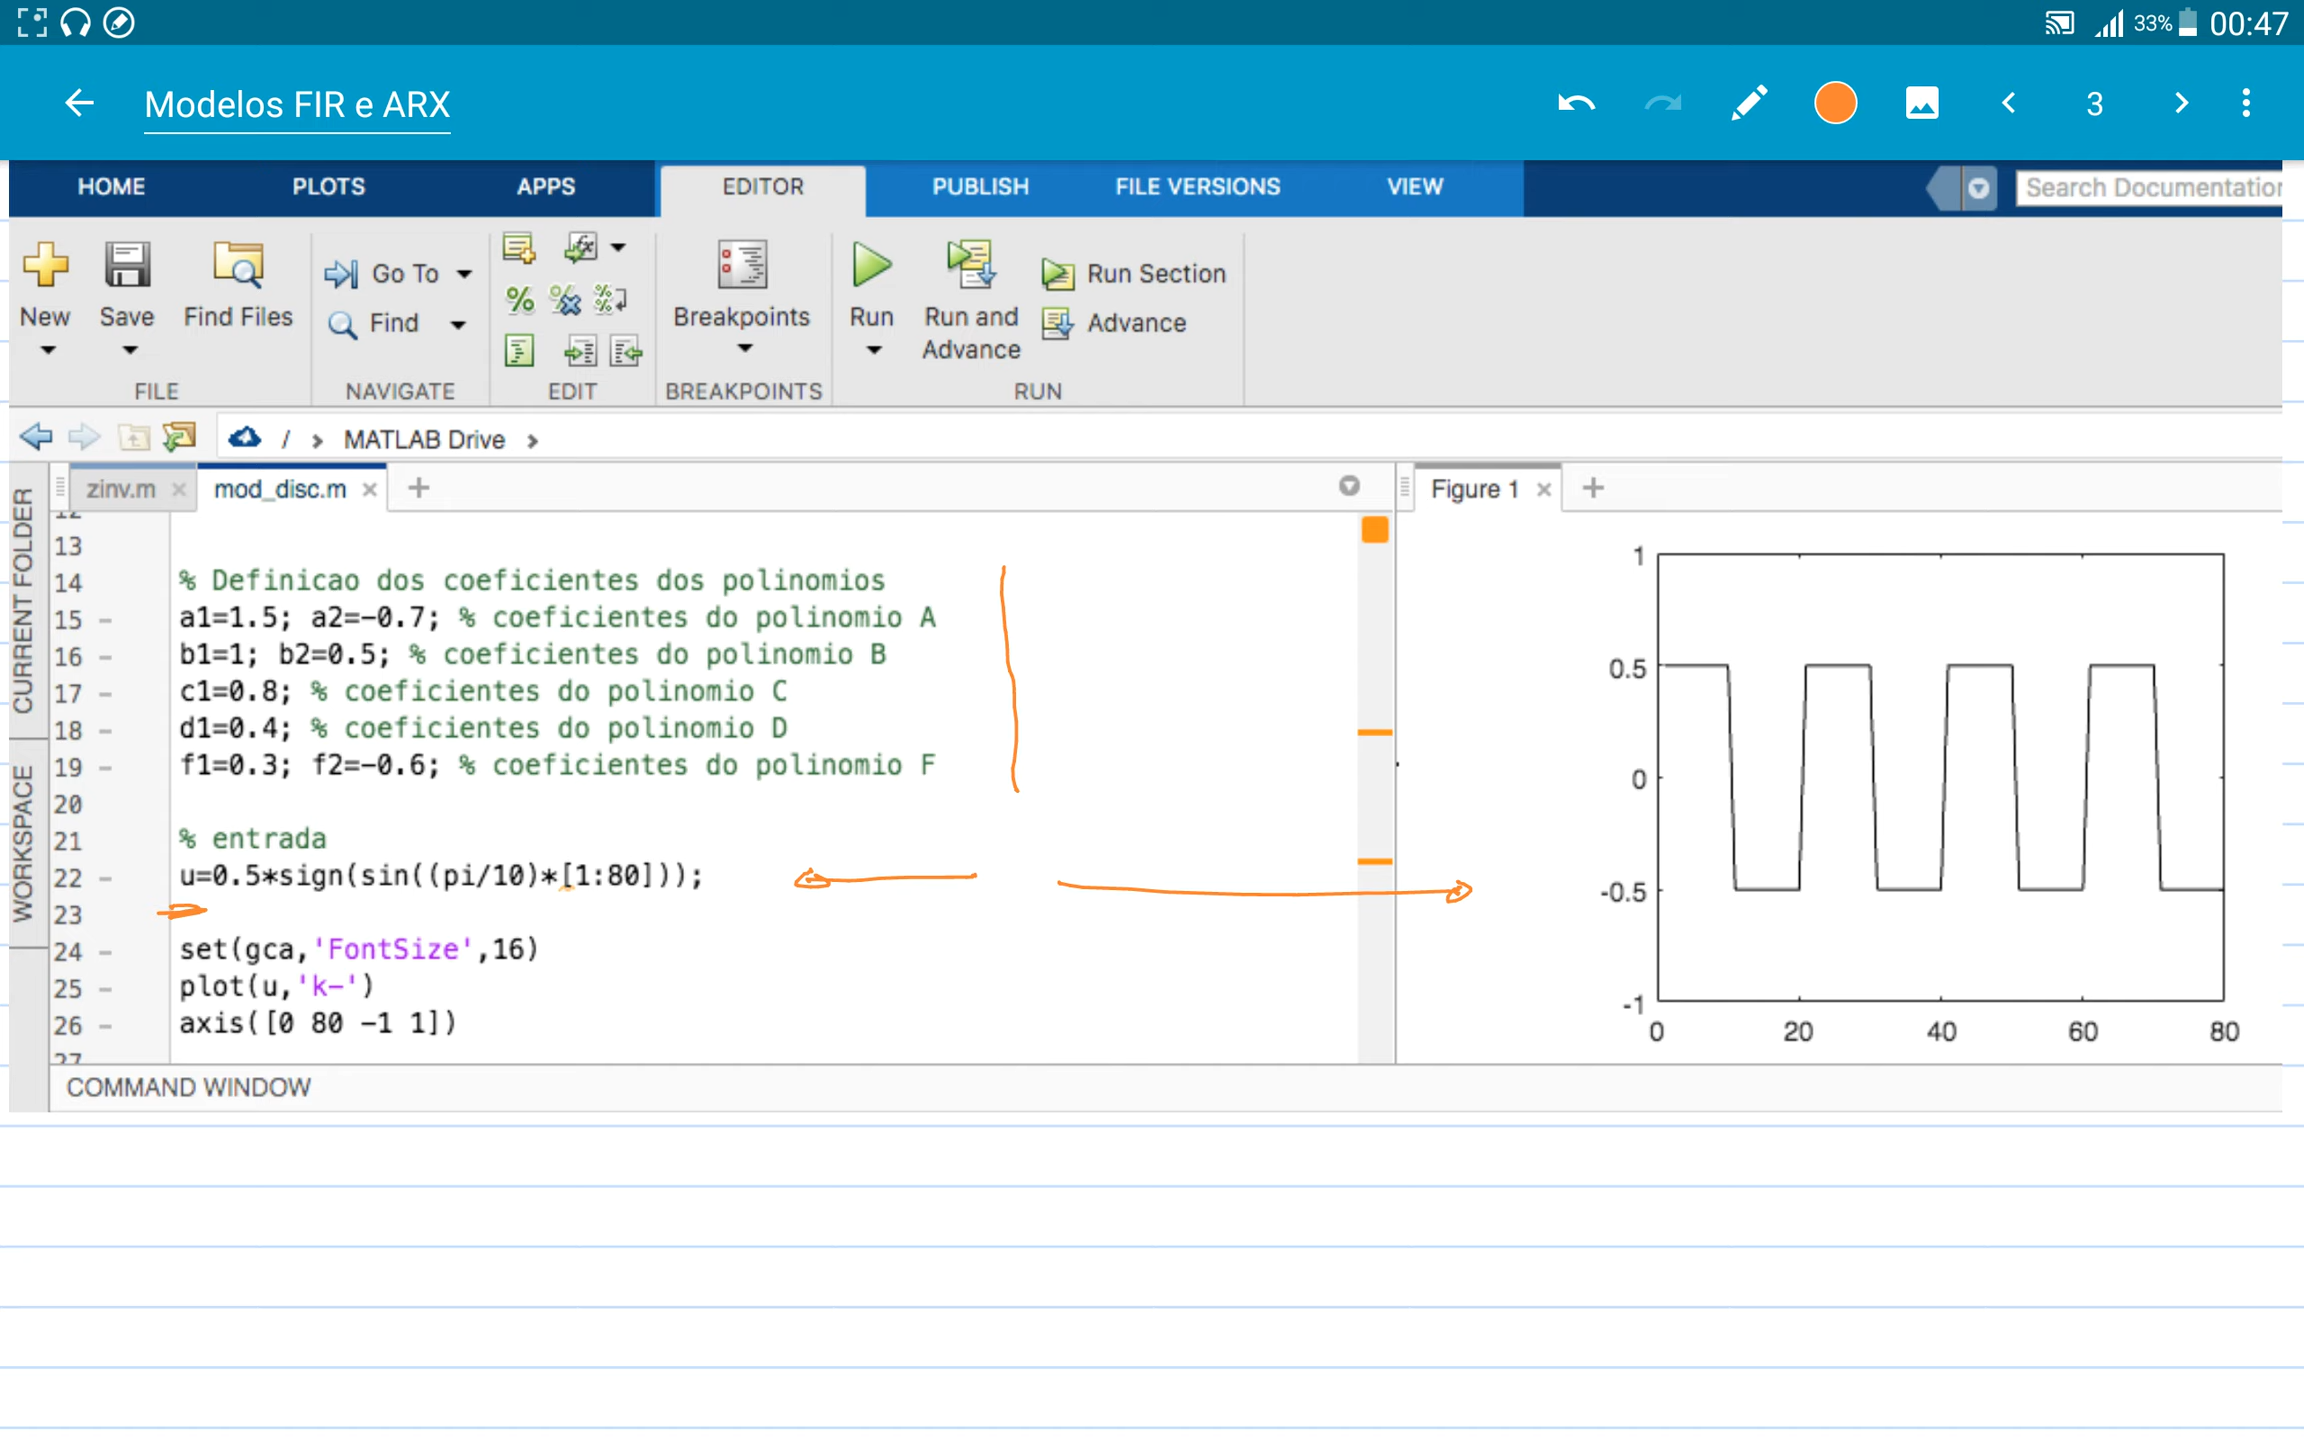 33% 00:47
Modelos FIR e ARX 3
HOME PLOTS APPS EDITOR PUBLISH FILE VERSIONS VIEW Search Documentation
New Save Find Files Go To Find Breakpoints Run Run and Advance Run Section Advance
FILE NAVIGATE EDIT BREAKPOINTS RUN
/ > MATLAB Drive >
CURRENT FOLDER
WORKSPACE
zinv.m × mod_disc.m × +
12
13
14 % Definicao dos coeficientes dos polinomios
15 – a1=1.5; a2=-0.7; % coeficientes do polinomio A
16 – b1=1; b2=0.5; % coeficientes do polinomio B
17 – c1=0.8; % coeficientes do polinomio C
18 – d1=0.4; % coeficientes do polinomio D
19 – f1=0.3; f2=-0.6; % coeficientes do polinomio F
20
21 % entrada
22 – u=0.5*sign(sin((pi/10)*[1:80]));
23
24 – set(gca,'FontSize',16)
25 – plot(u,'k-')
26 – axis([0 80 -1 1])
27
COMMAND WINDOW
Figure 1 × +
1
0.5
0
-0.5
-1
0 20 40 60 80